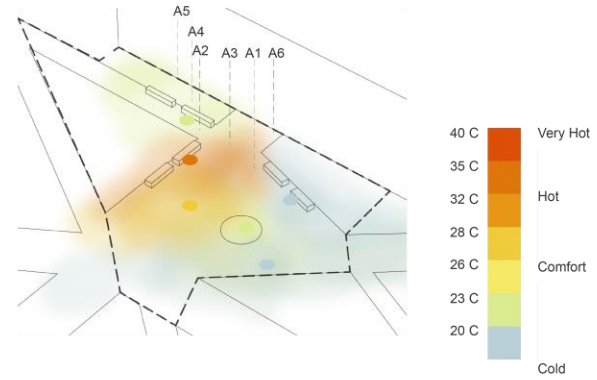 A5
A4
A2 A3 A1 A6
40 C Very Hot
35 C
32 C Hot
28 C
26 C Comfort
23 C
20 C
Cold